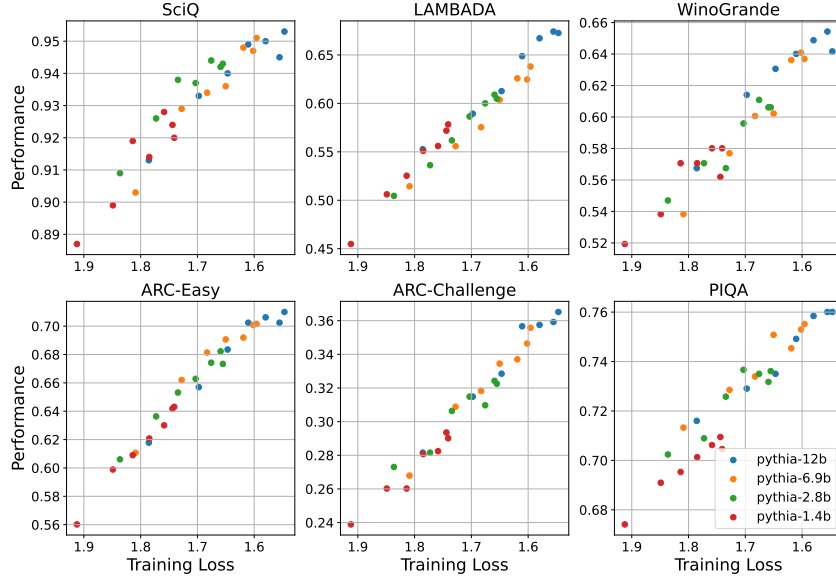 SciQ
LAMBADA
WinoGrande
Performance
0.95
0.94
0.93
0.92
0.91
0.90
0.89
1.9 1.8 1.7 1.6
0.65
0.60
0.55
0.50
0.45
1.9 1.8 1.7 1.6
0.66
0.64
0.62
0.60
0.58
0.56
0.54
0.52
1.9 1.8 1.7 1.6
ARC-Easy
ARC-Challenge
PIQA
Performance
0.70
0.68
0.66
0.64
0.62
0.60
0.58
0.56
1.9 1.8 1.7 1.6
Training Loss
0.36
0.34
0.32
0.30
0.28
0.26
0.24
1.9 1.8 1.7 1.6
Training Loss
0.76
0.74
0.72
0.70
0.68
1.9 1.8 1.7 1.6
Training Loss
pythia-12b
pythia-6.9b
pythia-2.8b
pythia-1.4b